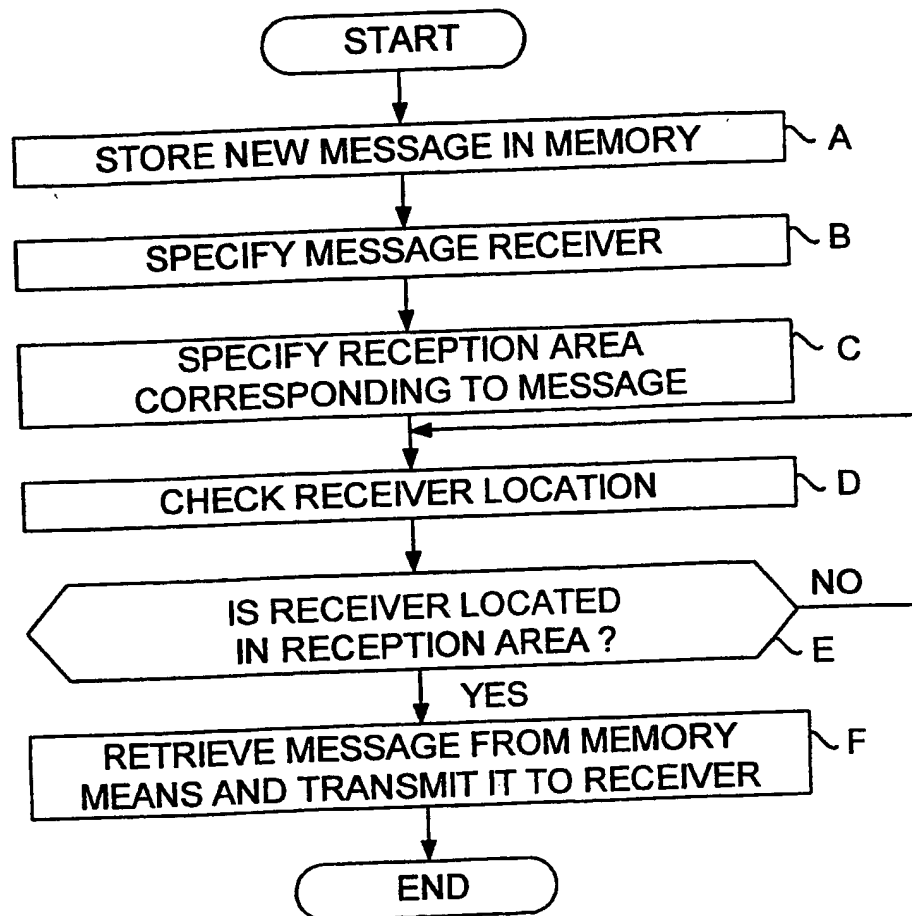 START
STORE NEW MESSAGE IN MEMORY
A
SPECIFY MESSAGE RECEIVER
B
SPECIFY RECEPTION AREA
CORRESPONDING TO MESSAGE
C
CHECK RECEIVER LOCATION
D
IS RECEIVER LOCATED
IN RECEPTION AREA ?
NO
E
YES
RETRIEVE MESSAGE FROM MEMORY
MEANS AND TRANSMIT IT TO RECEIVER
F
END